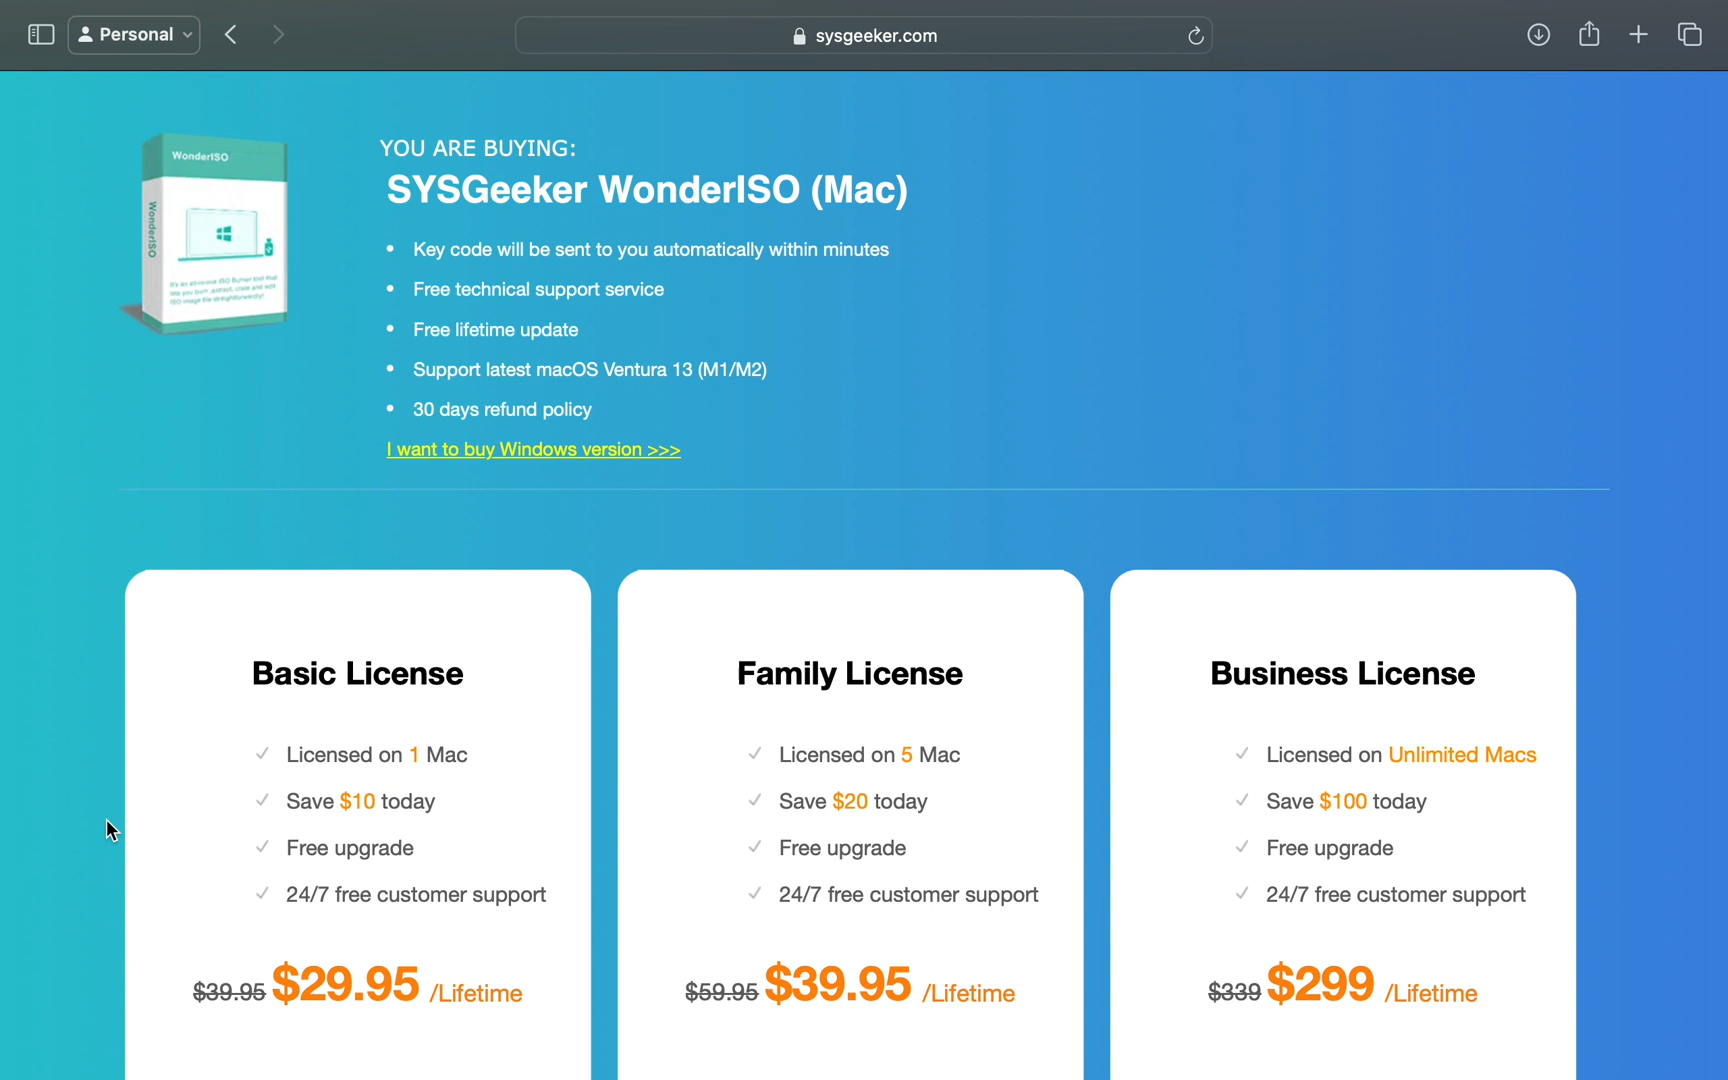 Personal
sysgeeker.com
WonderISO
WonderISO
YOU ARE BUYING:
SYSGeeker WonderISO (Mac)
• Key code will be sent to you automatically within minutes
• Free technical support service
• Free lifetime update
• Support latest macOS Ventura 13 (M1/M2)
• 30 days refund policy
I want to buy Windows version >>>
Basic License
✓ Licensed on 1 Mac
✓ Save $10 today
✓ Free upgrade
✓ 24/7 free customer support
$39.95 $29.95 /Lifetime
Family License
✓ Licensed on 5 Mac
✓ Save $20 today
✓ Free upgrade
✓ 24/7 free customer support
$59.95 $39.95 /Lifetime
Business License
✓ Licensed on Unlimited Macs
✓ Save $100 today
✓ Free upgrade
✓ 24/7 free customer support
$339 $299 /Lifetime